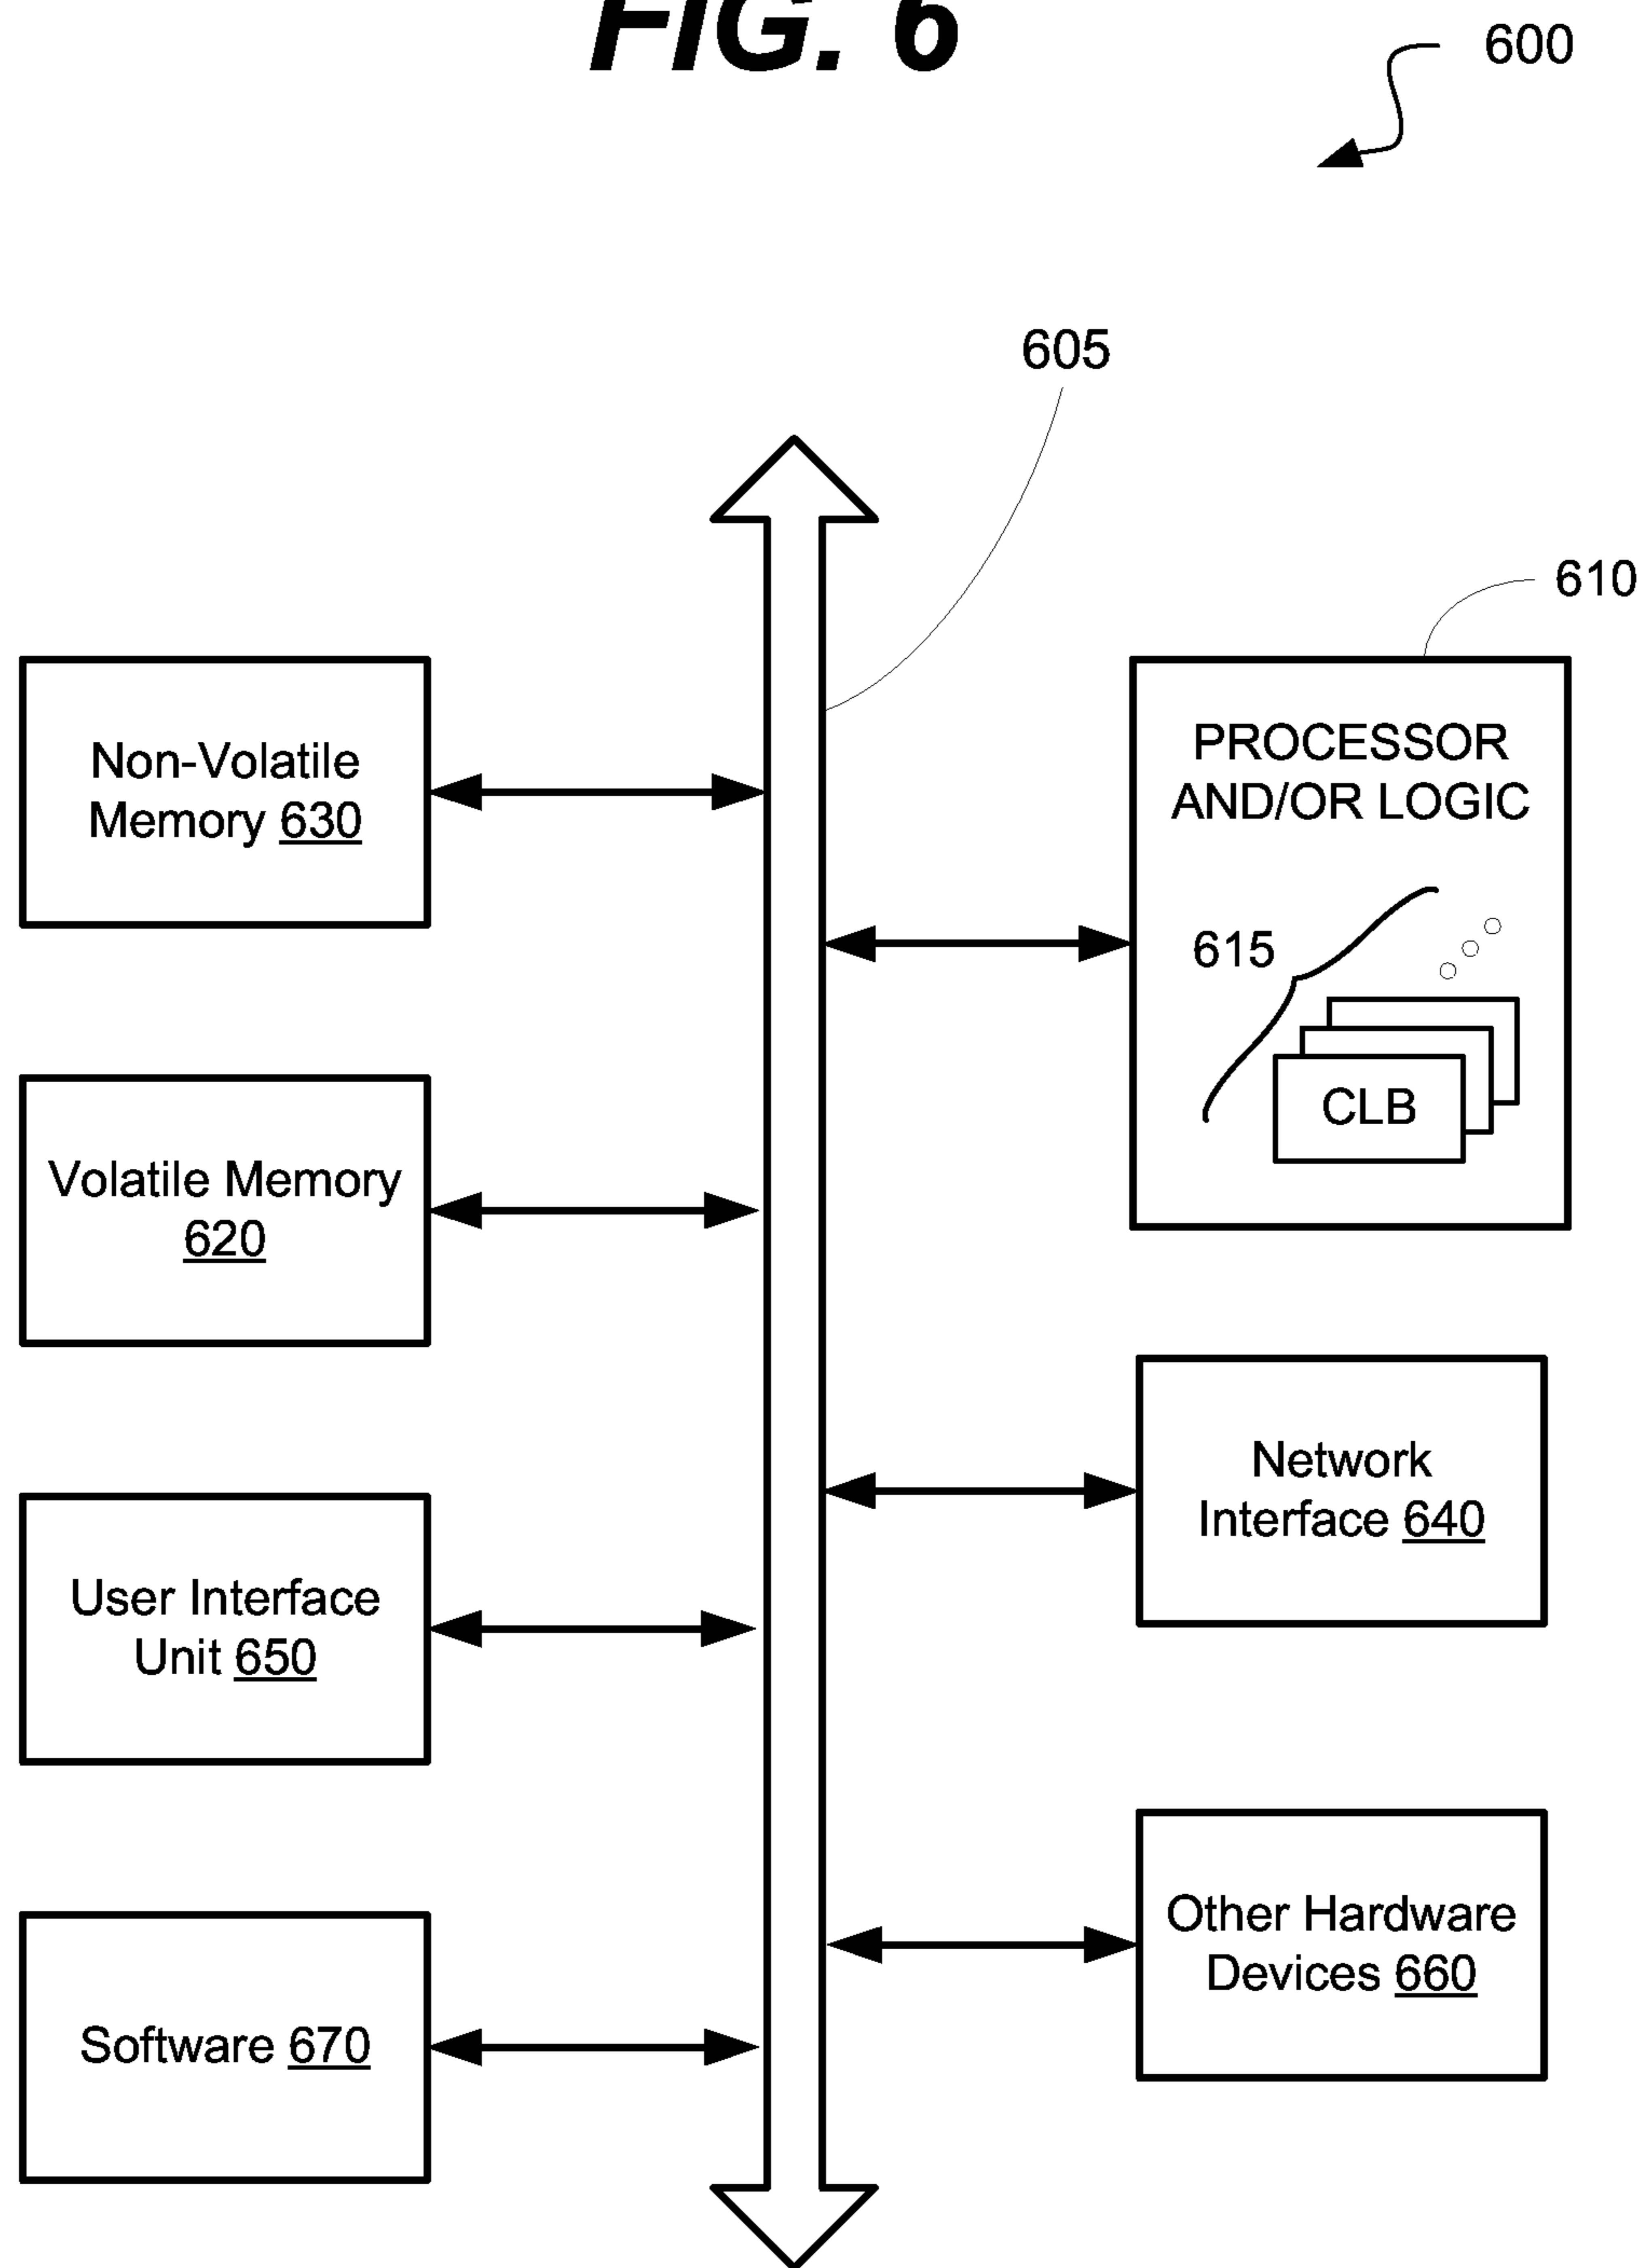 FIG. 6
600
605
610
Non-Volatile
Memory 630
PROCESSOR
AND/OR LOGIC
615
CLB
Volatile Memory
620
Network
Interface 640
User Interface
Unit 650
Other Hardware
Devices 660
Software 670